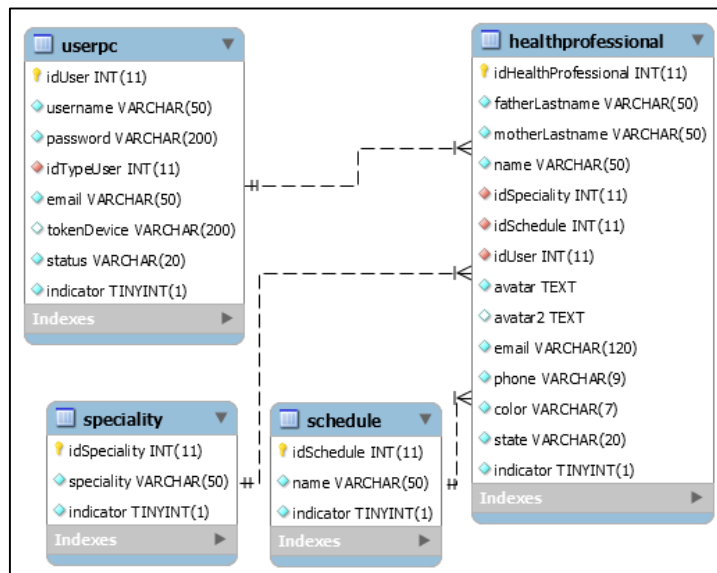 userpc
idUser INT(11)
username VARCHAR(50)
password VARCHAR(200)
idTypeUser INT(11)
email VARCHAR(50)
tokenDevice VARCHAR(200)
status VARCHAR(20)
indicator TINYINT(1)
Indexes
healthprofessional
idHealthProfessional INT(11)
fatherLastname VARCHAR(50)
motherLastname VARCHAR(50)
name VARCHAR(50)
idSpeciality INT(11)
idSchedule INT(11)
idUser INT(11)
avatar TEXT
avatar2 TEXT
email VARCHAR(120)
phone VARCHAR(9)
color VARCHAR(7)
state VARCHAR(20)
indicator TINYINT(1)
Indexes
speciality
idSpeciality INT(11)
speciality VARCHAR(50)
indicator TINYINT(1)
Indexes
schedule
idSchedule INT(11)
name VARCHAR(50)
indicator TINYINT(1)
Indexes